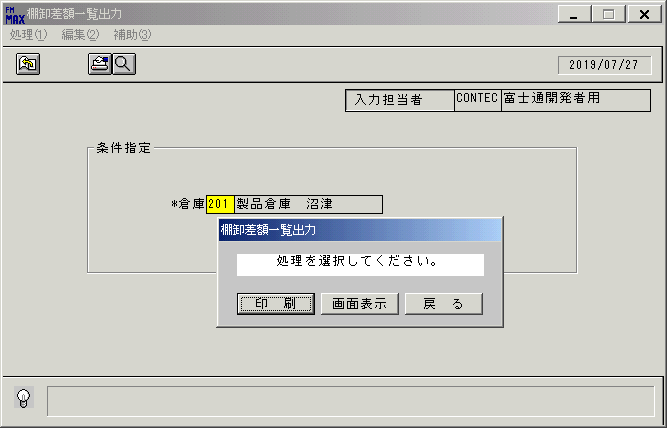 FM MAX 棚卸差額一覧出力
処理(1) 編集(2) 補助(3)
2019/07/27
入力担当者 CONTEC 富士通開発者用
条件指定
*倉庫 201 製品倉庫 沼津
棚卸差額一覧出力
処理を選択してください。
印 刷 画面表示 戻 る